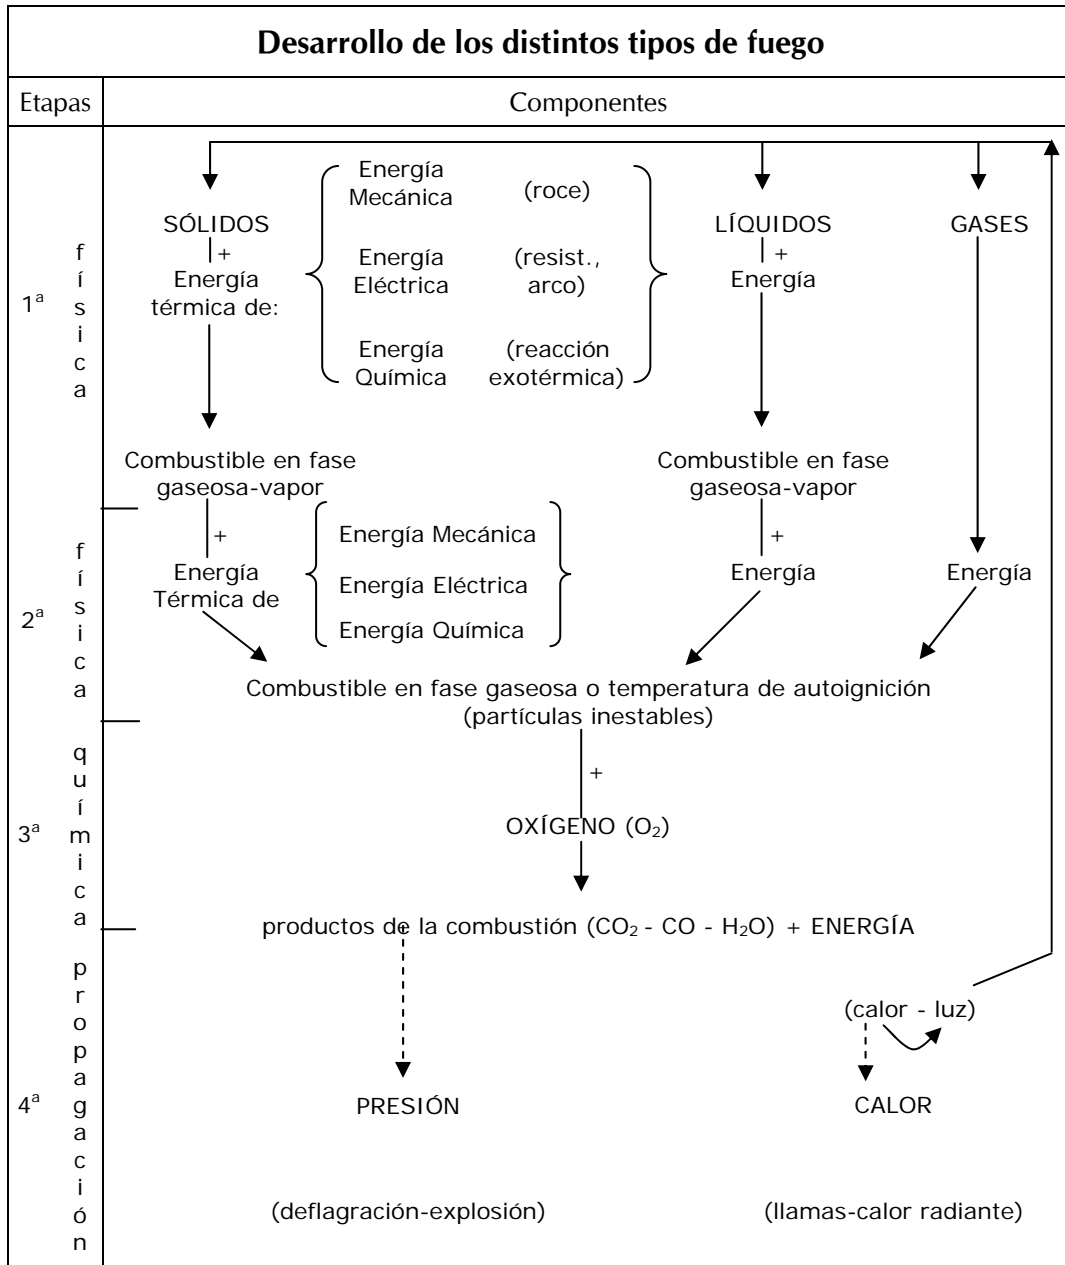 Desarrollo de los distintos tipos de fuego
Etapas
Componentes
1ª
física
SÓLIDOS
+
Energía
térmica de:
Energía
Mecánica
(roce)
Energía
Eléctrica
(resist.,
arco)
Energía
Química
(reacción
exotérmica)
LÍQUIDOS
+
Energía
GASES
Combustible en fase
gaseosa-vapor
Combustible en fase
gaseosa-vapor
2ª
física
+
Energía
Térmica de
Energía Mecánica
Energía Eléctrica
Energía Química
+
Energía
Energía
Combustible en fase gaseosa o temperatura de autoignición
(partículas inestables)
3ª
química
+
OXÍGENO (O₂)
productos de la combustión (CO₂ - CO - H₂O) + ENERGÍA
4ª
propagación
(calor - luz)
PRESIÓN
CALOR
(deflagración-explosión)
(llamas-calor radiante)